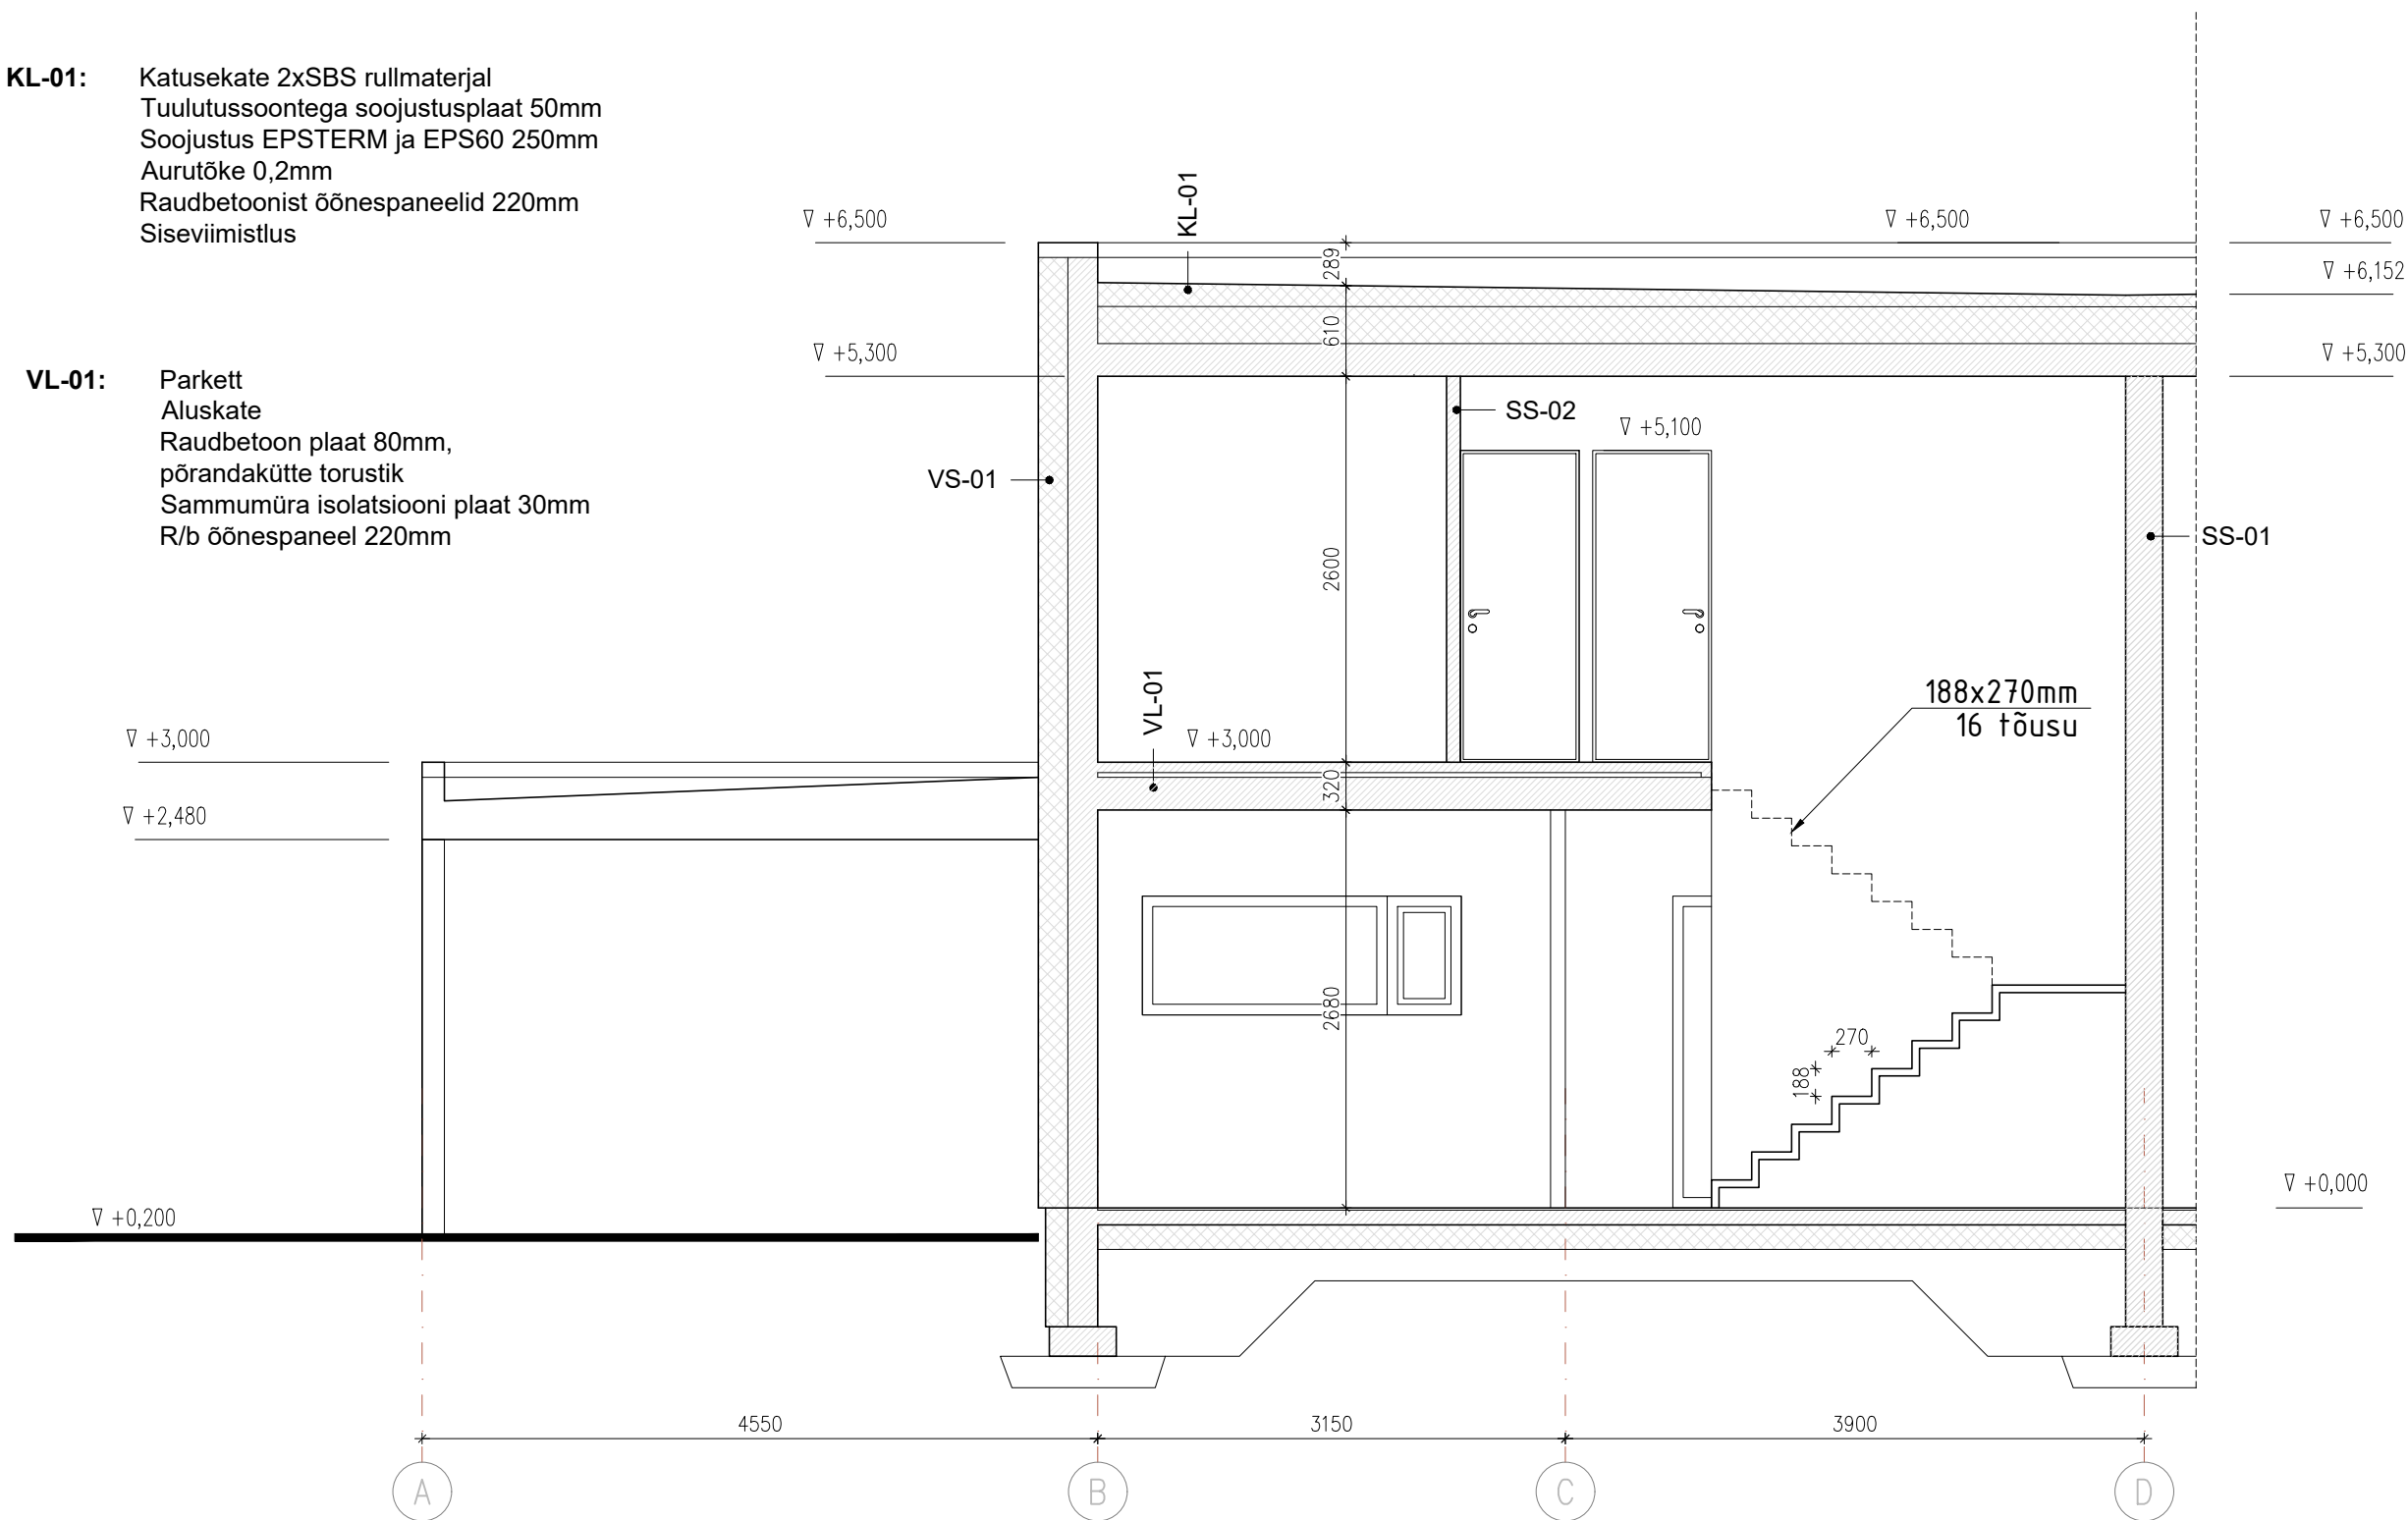 KL-01: Katusekate 2xSBS rullmaterjal
Tuulutussoontega soojustusplaat 50mm
Soojustus EPSTERM ja EPS60 250mm
Aurutõke 0,2mm
Raudbetoonist õõnespaneelid 220mm
Siseviimistlus
KL-01
∇ +6,500
∇ +6,500
∇ +6,500
289
∇ +6,152
610
∇ +5,300
∇ +5,300
VL-01: Parkett
Aluskate
Raudbetoon plaat 80mm,
põrandakütte torustik
Sammumüra isolatsiooni plaat 30mm
R/b õõnespaneel 220mm
SS-02
∇ +5,100
VS-01
SS-01
2600
VL-01
188x270mm
16 tõusu
∇ +3,000
∇ +3,000
320
∇ +2,480
2680
270
188
∇ +0,000
∇ +0,200
4550
3150
3900
A
B
C
D